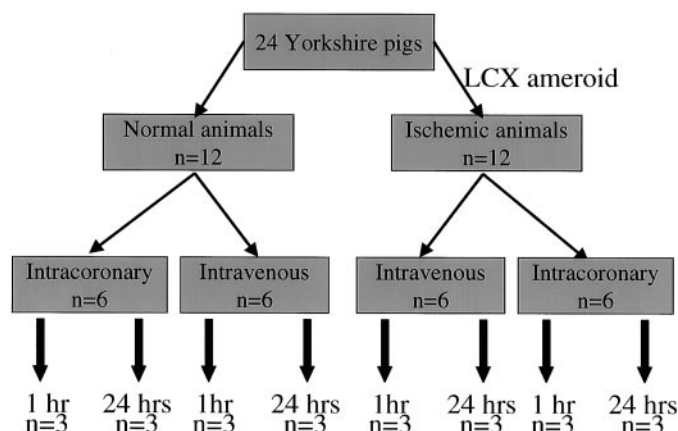 24 Yorkshire pigs
LCX ameroid
Normal animals
n=12
Ischemic animals
n=12
Intracoronary
n=6
Intravenous
n=6
Intravenous
n=6
Intracoronary
n=6
1 hr
n=3
24 hrs
n=3
1hr
n=3
24 hrs
n=3
1hr
n=3
24 hrs
n=3
1 hr
n=3
24 hrs
n=3